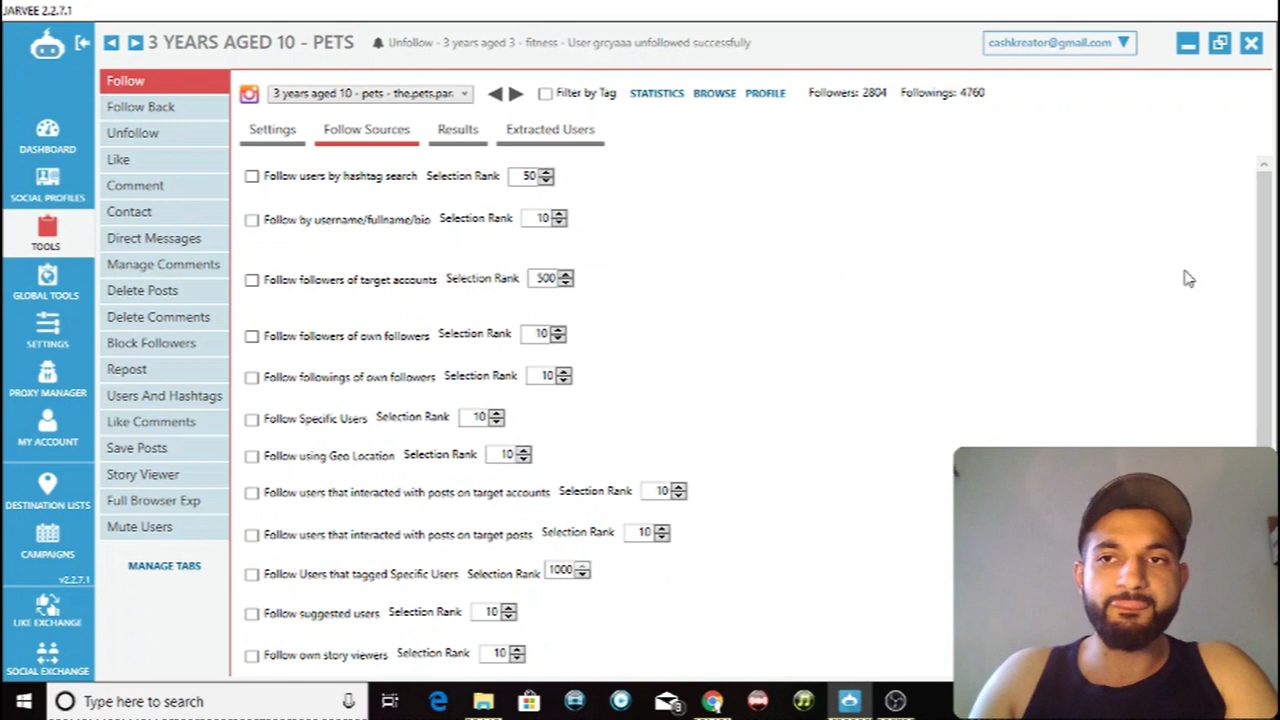 JARVEE 2.2.7.1
3 YEARS AGED 10 - PETS
Unfollow - 3 years aged 3 - fitness - User grcyaaa unfollowed successfully
cashkreator@gmail.com
DASHBOARD
SOCIAL PROFILES
TOOLS
GLOBAL TOOLS
SETTINGS
PROXY MANAGER
MY ACCOUNT
DESTINATION LISTS
CAMPAIGNS
v2.2.7.1
LIKE EXCHANGE
SOCIAL EXCHANGE
Follow
Follow Back
Unfollow
Like
Comment
Contact
Direct Messages
Manage Comments
Delete Posts
Delete Comments
Block Followers
Repost
Users And Hashtags
Like Comments
Save Posts
Story Viewer
Full Browser Exp
Mute Users
MANAGE TABS
3 years aged 10 - pets - the.pets.par. Filter by Tag STATISTICS BROWSE PROFILE Followers: 2804 Followings: 4760
Settings Follow Sources Results Extracted Users
Follow users by hashtag search Selection Rank 50
Follow by username/fullname/bio Selection Rank 10
Follow followers of target accounts Selection Rank 500
Follow followers of own followers Selection Rank 10
Follow followings of own followers Selection Rank 10
Follow Specific Users Selection Rank 10
Follow using Geo Location Selection Rank 10
Follow users that interacted with posts on target accounts Selection Rank 10
Follow users that interacted with posts on target posts Selection Rank 10
Follow Users that tagged Specific Users Selection Rank 1000
Follow suggested users Selection Rank 10
Follow own story viewers Selection Rank 10
Type here to search
3